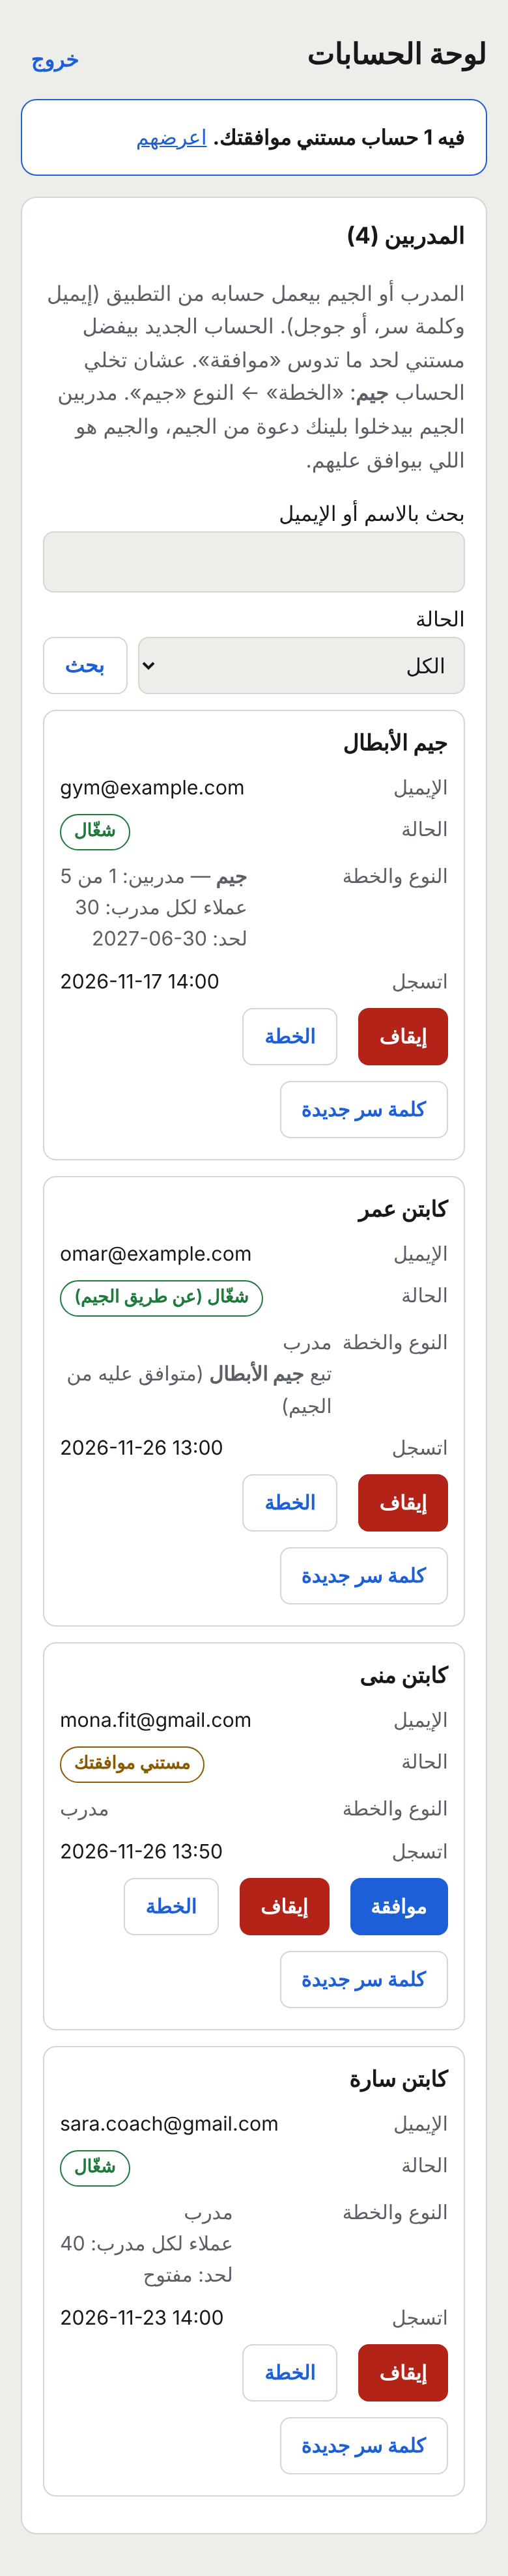 لوحة الحسابات
خروج
فيه 1 حساب مستني موافقتك. اعرضهم
المدربين (4)
المدرب أو الجيم بيعمل حسابه من التطبيق (إيميل
وكلمة سر، أو جوجل). الحساب الجديد بيفضل
مستني لحد ما تدوس «موافقة». عشان تخلي
الحساب جيم: «الخطة» ← النوع «جيم». مدربين
الجيم بيدخلوا بلينك دعوة من الجيم، والجيم هو
اللي بيوافق عليهم.
بحث بالاسم أو الإيميل
الحالة
الكل
بحث
جيم الأبطال
الإيميل gym@example.com
الحالة شغّال
النوع والخطة جيم — مدربين: 1 من 5
عملاء لكل مدرب: 30
لحد: 30-06-2027
اتسجل 2026-11-17 14:00
إيقاف الخطة
كلمة سر جديدة
كابتن عمر
الإيميل omar@example.com
الحالة شغّال (عن طريق الجيم)
النوع والخطة مدرب
تبع جيم الأبطال (متوافق عليه من
الجيم)
اتسجل 2026-11-26 13:00
إيقاف الخطة
كلمة سر جديدة
كابتن منى
الإيميل mona.fit@gmail.com
الحالة مستني موافقتك
النوع والخطة مدرب
اتسجل 2026-11-26 13:50
موافقة إيقاف الخطة
كلمة سر جديدة
كابتن سارة
الإيميل sara.coach@gmail.com
الحالة شغّال
النوع والخطة مدرب
عملاء لكل مدرب: 40
لحد: مفتوح
اتسجل 2026-11-23 14:00
إيقاف الخطة
كلمة سر جديدة